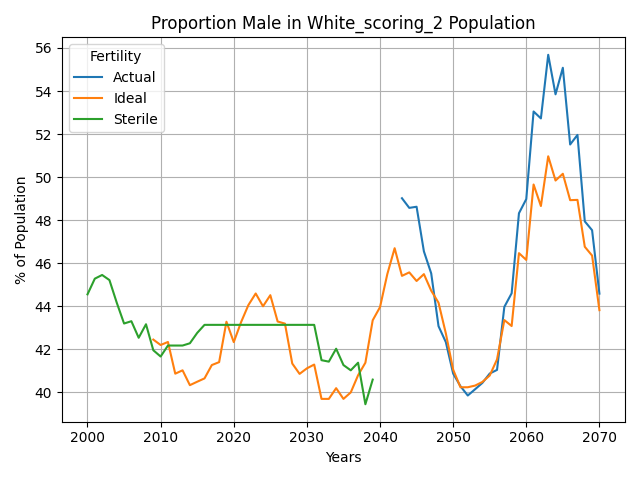 Proportion Male in White_scoring_2 Population
Fertility
Actual
Ideal
Sterile
% of Population
56
54
52
50
48
46
44
42
40
2000 2010 2020 2030 2040 2050 2060 2070
Years